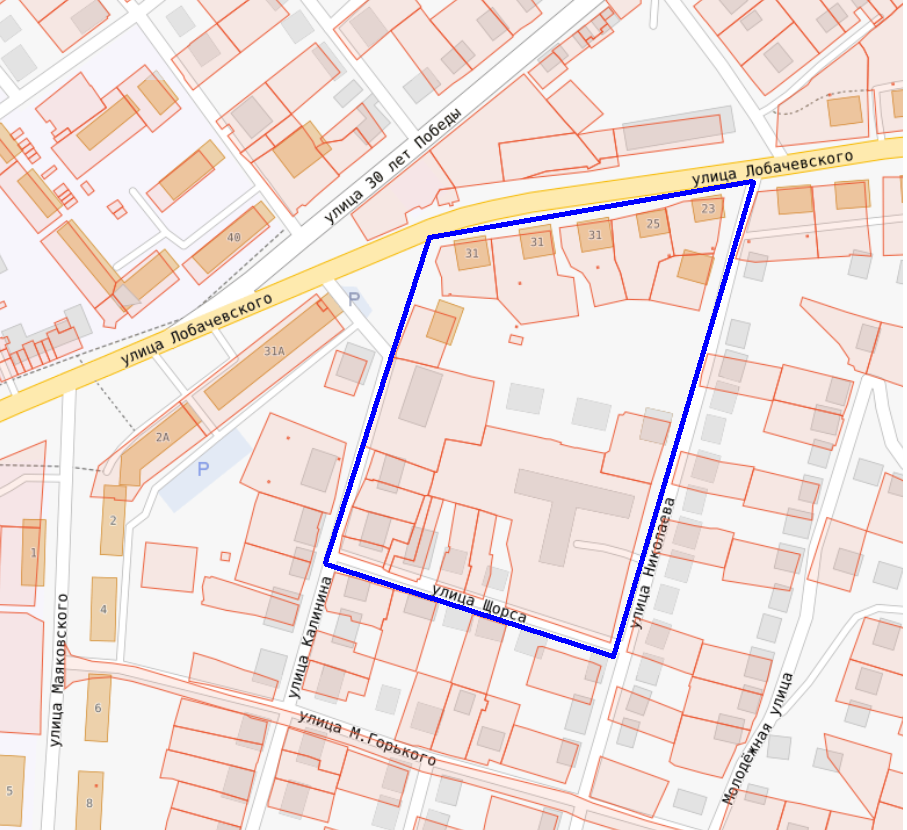 улица 30 лет Победы
улица Лобачевского
23
25
31
31
31
40
P
улица Лобачевского
31А
2А
P
2
1
4
улица Щорса
улица Николаева
улица Калинина
улица Маяковского
6
улица М.Горького
Молодёжная улица
5
8